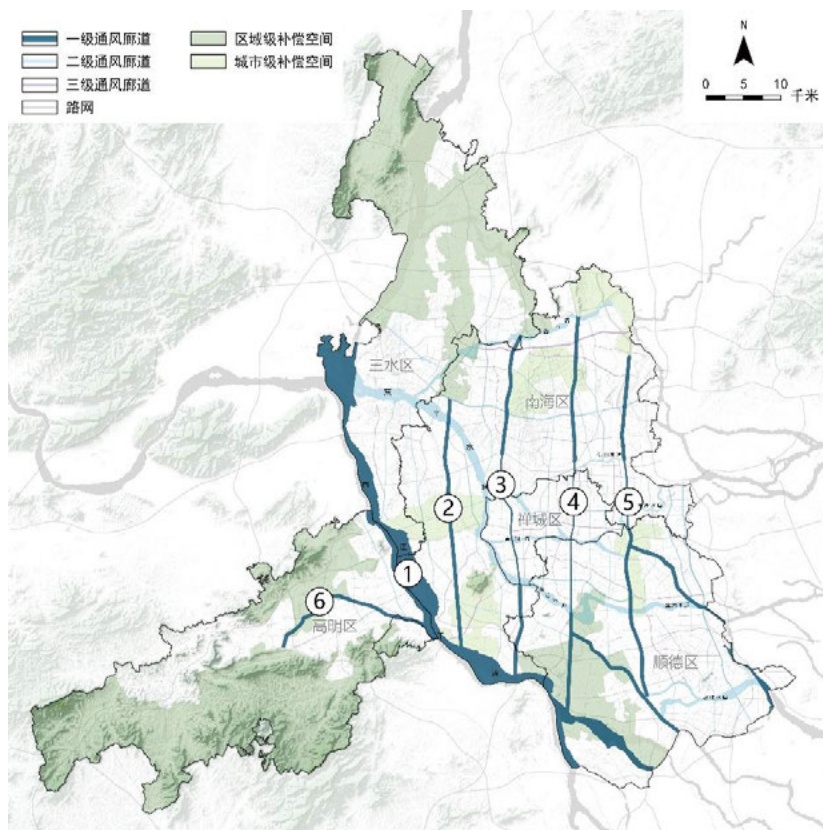 一级通风廊道
二级通风廊道
三级通风廊道
路网
区域级补偿空间
城市级补偿空间
N
0 5 10 千米
三水区
南海区
③
②
④
⑤
禅城区
①
⑥
高明区
顺德区